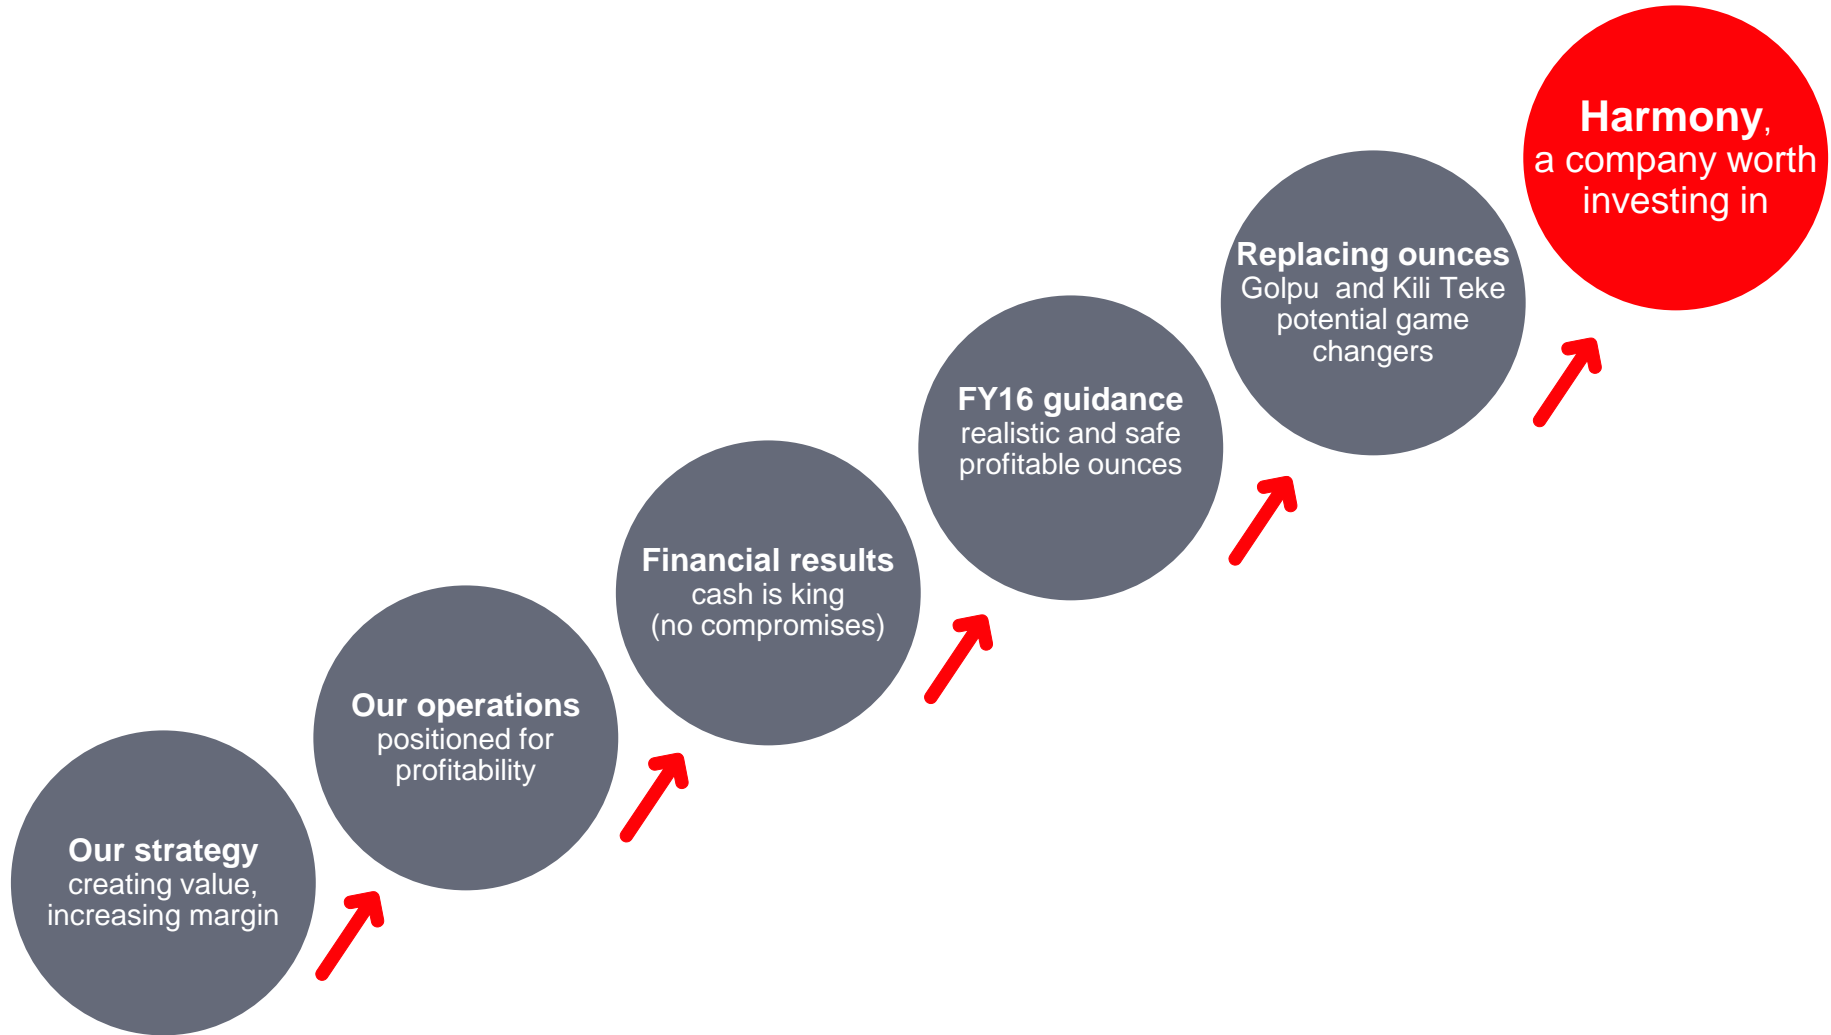 Harmony,
a company worth
investing in
Replacing ounces
Golpu and Kili Teke
potential game
changers
FY16 guidance
realistic and safe
profitable ounces
Financial results
cash is king
(no compromises)
Our operations
positioned for
profitability
Our strategy
creating value,
increasing margin